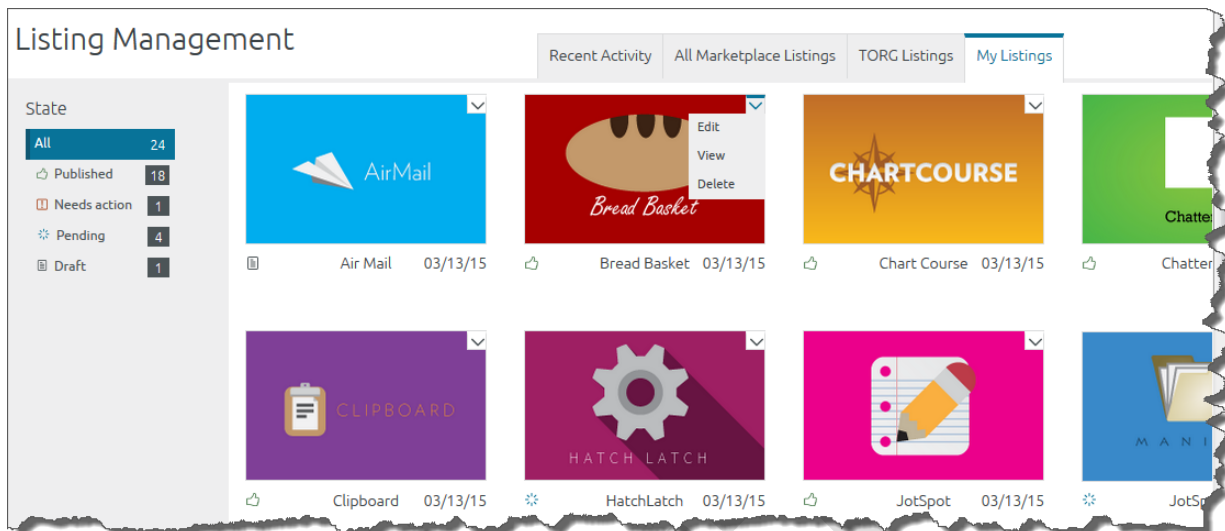 Listing Management
Recent Activity
All Marketplace Listings
TORG Listings
My Listings
State
All 24
Published 18
Needs action 1
Pending 4
Draft 1
AirMail
Bread Basket
Edit
View
Delete
CHARTCOURSE
Chatte
Air Mail 03/13/15
Bread Basket 03/13/15
Chart Course 03/13/15
Chatter
CLIPBOARD
HATCH LATCH
MANI
Clipboard 03/13/15
HatchLatch 03/13/15
JotSpot 03/13/15
JotSp